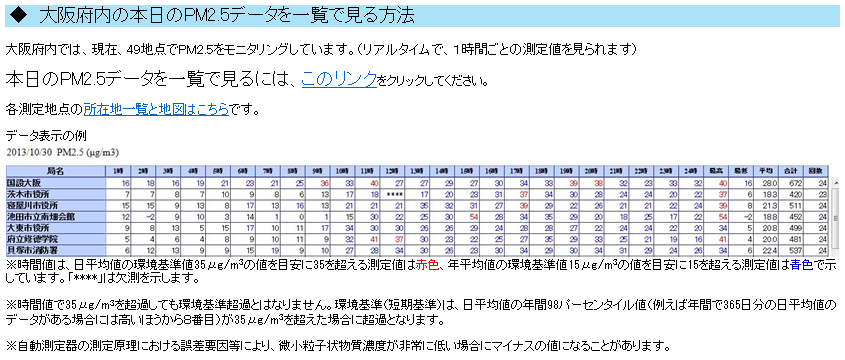 ◆ 大阪府内の本日のPM2.5データを一覧で見る方法
大阪府内では、現在、49地点でPM2.5をモニタリングしています。（リアルタイムで、１時間ごとの測定値を見られます）
本日のPM2.5データを一覧で見るには、このリンクをクリックしてください。
各測定地点の所在地一覧と地図はこちらです。
データ表示の例
2013/10/30 PM2.5 (μg/m3)
局名 1時 2時 3時 4時 5時 6時 7時 8時 9時 10時 11時 12時 13時 14時 15時 16時 17時 18時 19時 20時 21時 22時 23時 24時 最高 最低 平均 合計 回数
国設大阪 16 18 16 19 21 23 21 25 36 33 40 27 27 29 27 30 34 33 39 38 32 24 33 32 40 16 28.0 672 24
茨木市役所 7 7 8 7 10 9 8 6 13 17 18 **** 17 20 23 31 37 30 29 28 24 20 22 37 6 18.3 420 23
寝屋川市役所 15 15 9 13 8 17 13 16 13 21 21 21 35 32 31 27 39 29 22 26 21 22 21 24 39 8 21.3 511 24
池田市立南畑会館 12 −2 9 10 3 14 1 0 1 15 30 22 25 30 54 28 34 35 29 20 18 25 17 22 54 −2 18.8 452 24
大東市役所 9 8 13 5 15 17 10 11 17 34 30 30 26 26 29 24 28 28 27 22 24 24 22 20 34 5 20.8 499 24
府立修徳学院 5 4 6 4 8 9 10 11 9 32 41 37 30 23 22 25 27 35 29 33 25 21 19 16 41 4 20.0 481 24
貝塚市消防署 6 12 13 9 9 15 19 9 10 27 28 34 30 26 29 30 34 29 30 34 31 29 24 26 34 6 22.4 537 24
※時間値は、日平均値の環境基準値35μg/m³の値を目安に35を超える測定値は赤色、年平均値の環境基準値15μg/m³の値を目安に15を超える測定値は青色で示
しています。「****」は欠測を示します。
※時間値で35μg/m³を超過しても環境基準超過とはなりません。環境基準（短期基準）は、日平均値の年間98パーセンタイル値（例えば年間で365日分の日平均値の
データがある場合には高いほうから８番目）が35μg/m³を超えた場合に超過となります。
※自動測定器の測定原理における誤差要因等により、微小粒子状物質濃度が非常に低い場合にマイナスの値になることがあります。